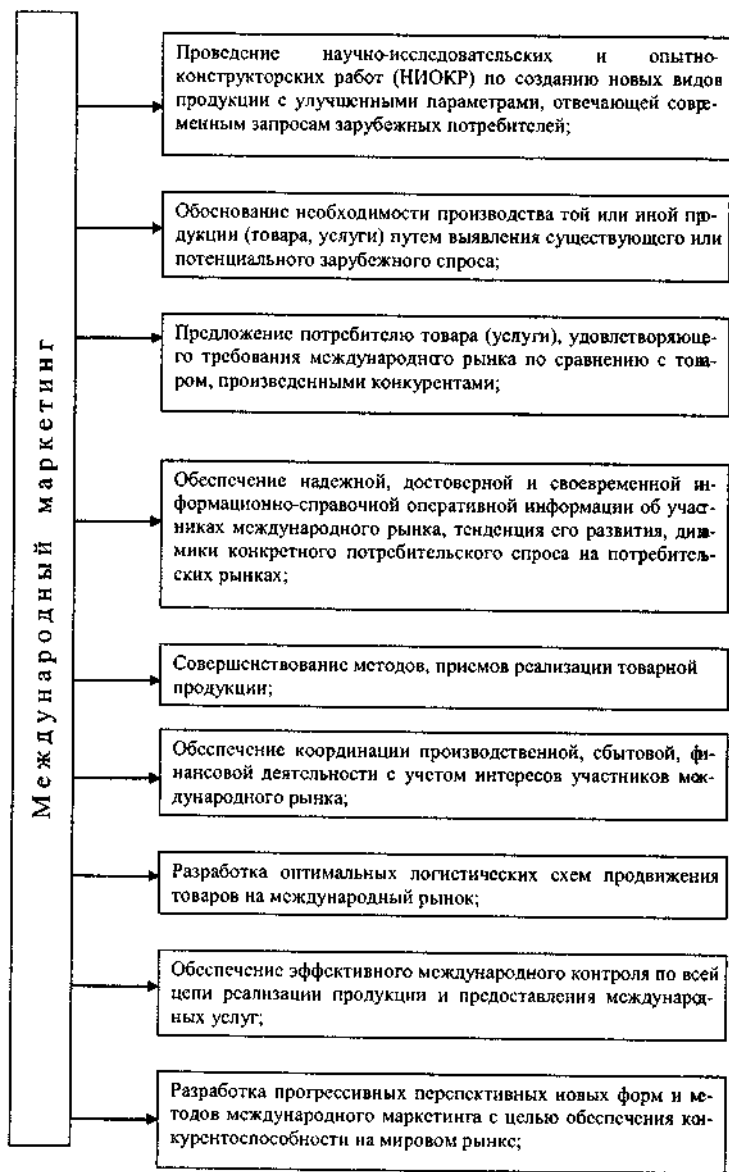 Международный маркетинг
Проведение научно-исследовательских и опытно-
конструкторских работ (НИОКР) по созданию новых видов
продукции с улучшенными параметрами, отвечающей совре-
менным запросам зарубежных потребителей;
Обоснование необходимости производства той или иной про-
дукции (товара, услуги) путем выявления существующего или
потенциального зарубежного спроса;
Предложение потребителю товара (услуги), удовлетворяюще-
го требования международного рынка по сравнению с това-
ром, произведенными конкурентами;
Обеспечение надежной, достоверной и своевременной ин-
формационно-справочной оперативной информации об участ-
никах международного рынка, тенденция его развития, дина-
мики конкретного потребительского спроса на потребитель-
ских рынках;
Совершенствование методов, приемов реализации товарной
продукции;
Обеспечение координации производственной, сбытовой, фи-
нансовой деятельности с учетом интересов участников меж-
дународного рынка;
Разработка оптимальных логистических схем продвижения
товаров на международный рынок;
Обеспечение эффективного международного контроля по всей
цепи реализации продукции и предоставления международ-
ных услуг;
Разработка прогрессивных перспективных новых форм и ме-
тодов международного маркетинга с целью обеспечения кон-
курентоспособности на мировом рынке;